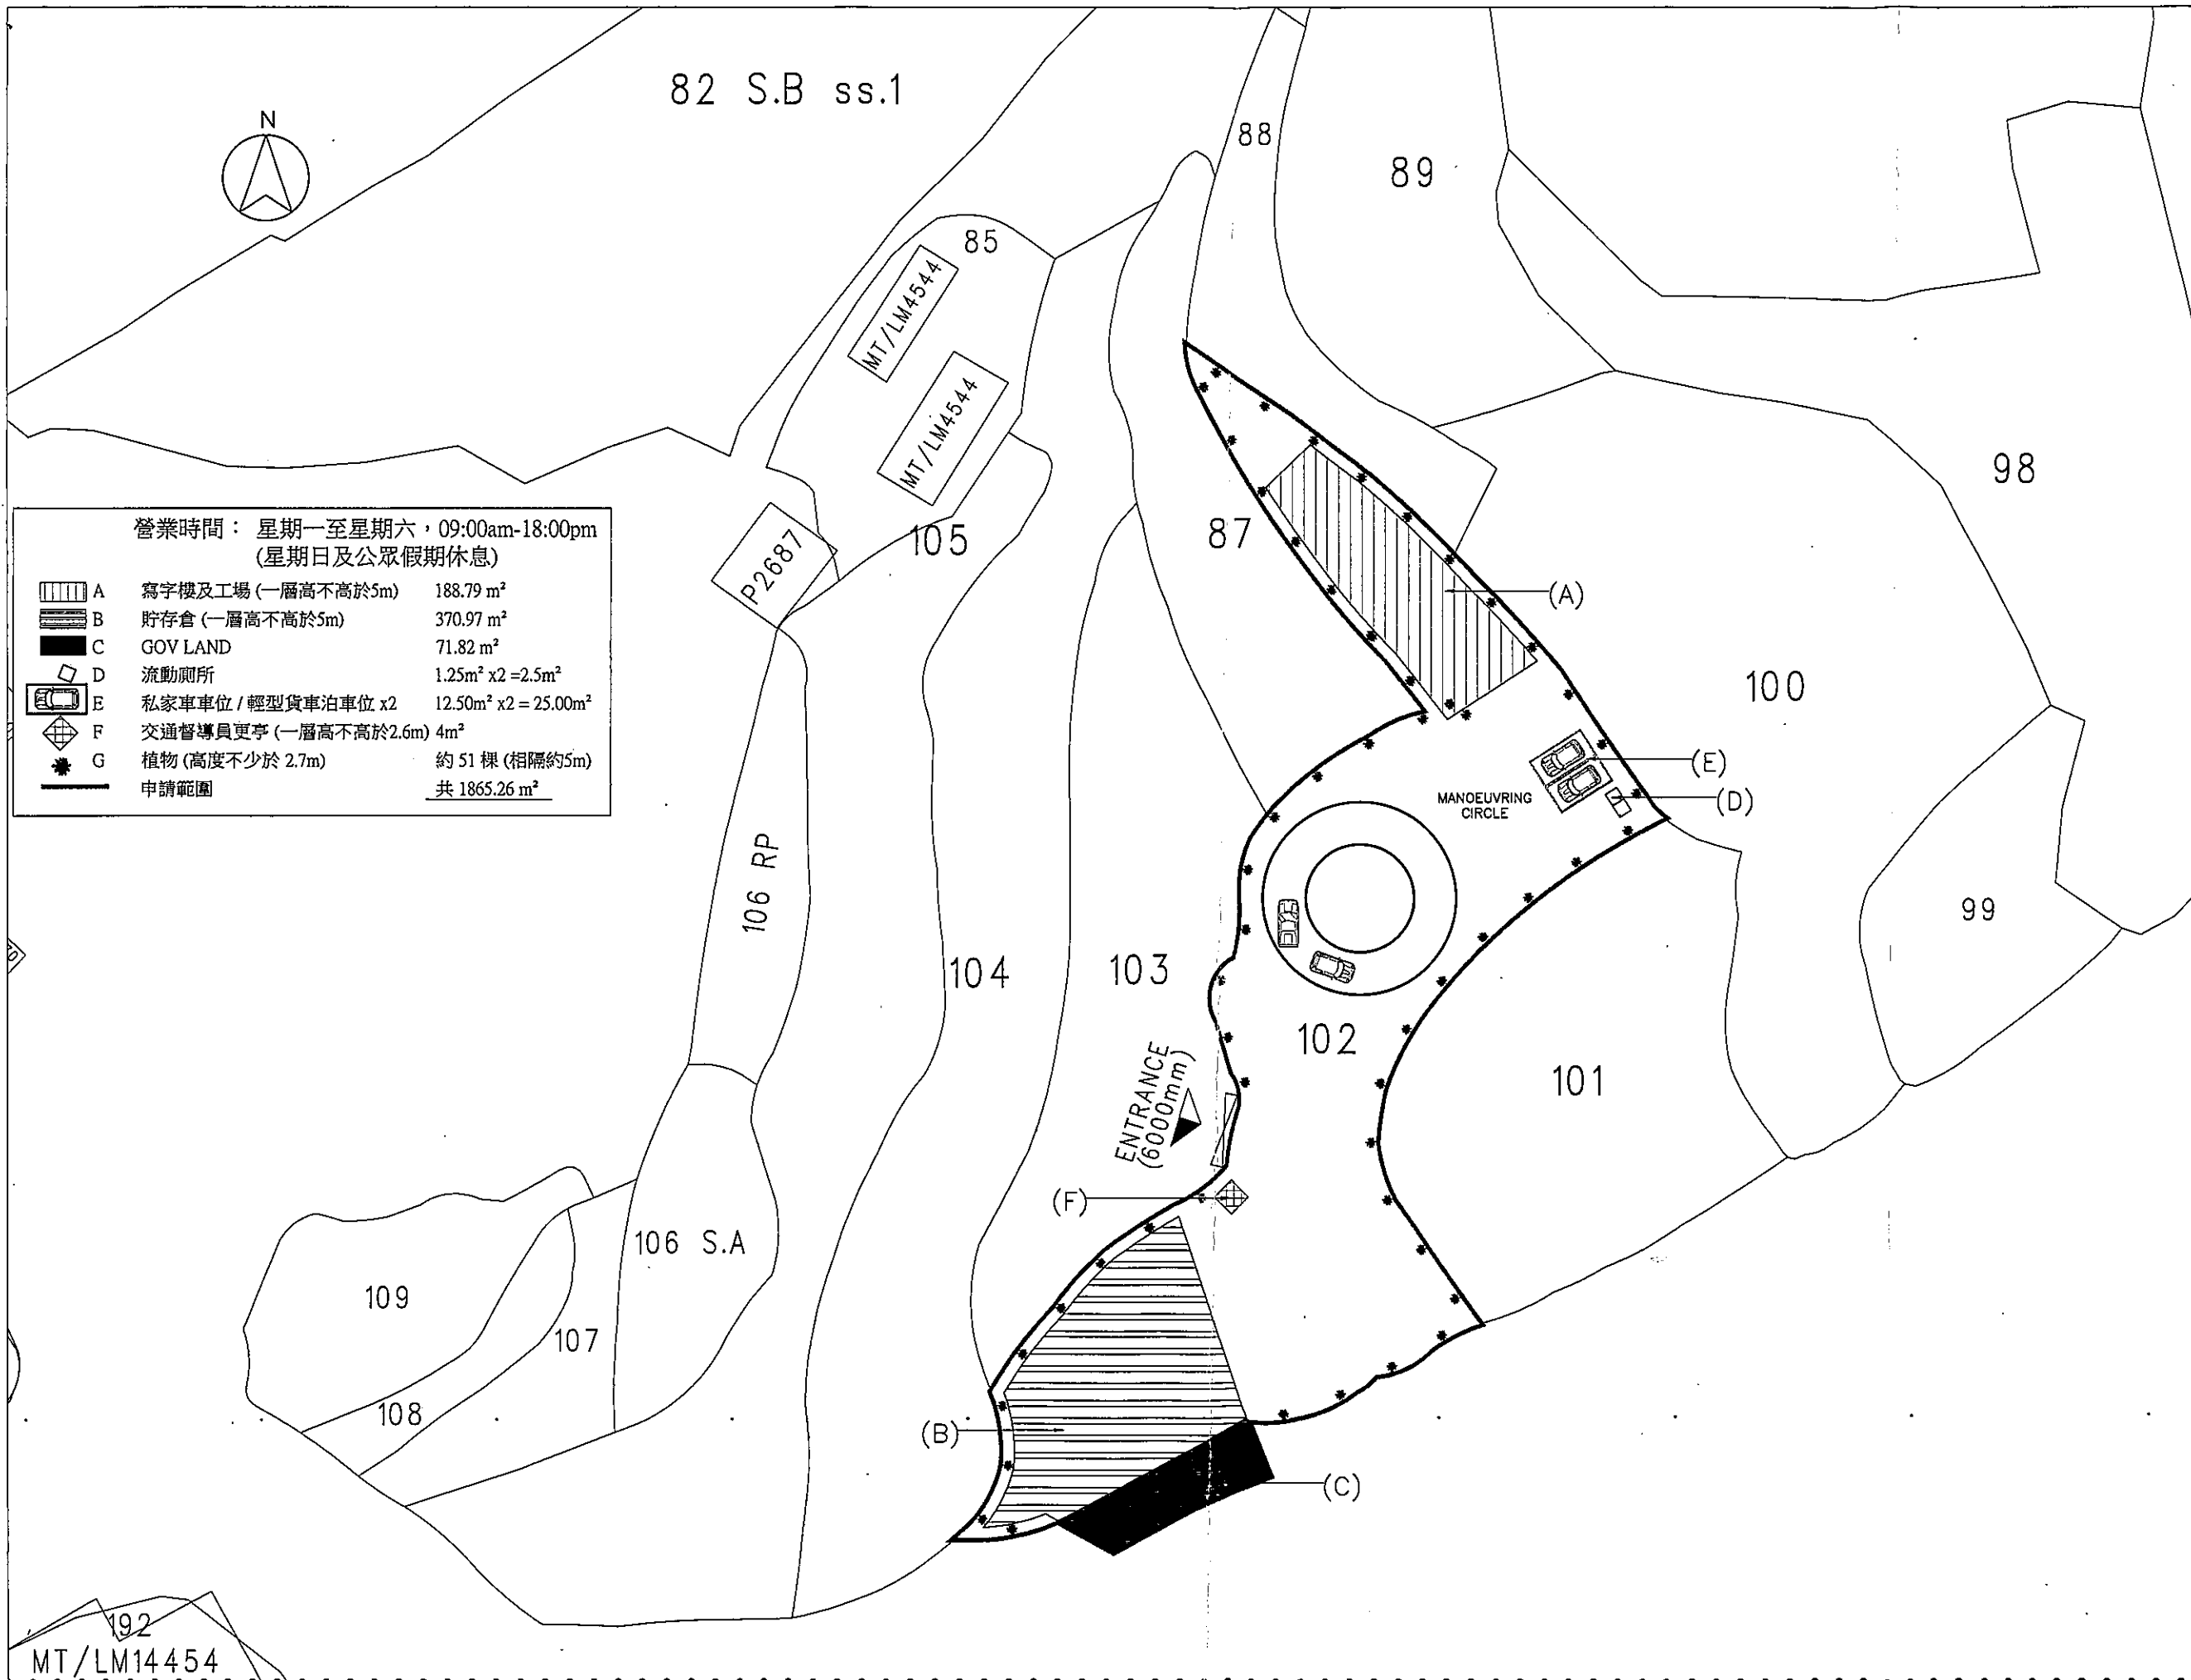 82 S.B ss.1
N
88
89
85
MT/LM4544
MT/LM4544
98
87
105
P2687
營業時間： 星期一至星期六，09:00am-18:00pm
(星期日及公眾假期休息)
A 寫字樓及工場 (一層高不高於5m) 188.79 m²
B 貯存倉 (一層高不高於5m) 370.97 m²
C GOV LAND 71.82 m²
D 流動廁所 1.25m² x2 =2.5m²
E 私家車車位 / 輕型貨車泊車位 x2 12.50m² x2 = 25.00m²
F 交通督導員更亭 (一層高不高於2.6m) 4m²
G 植物 (高度不少於 2.7m) 約 51 棵 (相隔約5m)
申請範圍 共 1865.26 m²
(A)
100
(E)
(D)
MANOEUVRING
CIRCLE
106 RP
99
104
103
102
101
ENTRANCE
(6000mm)
(F)
106 S.A
109
107
108
(B)
(C)
192
MT/LM14454